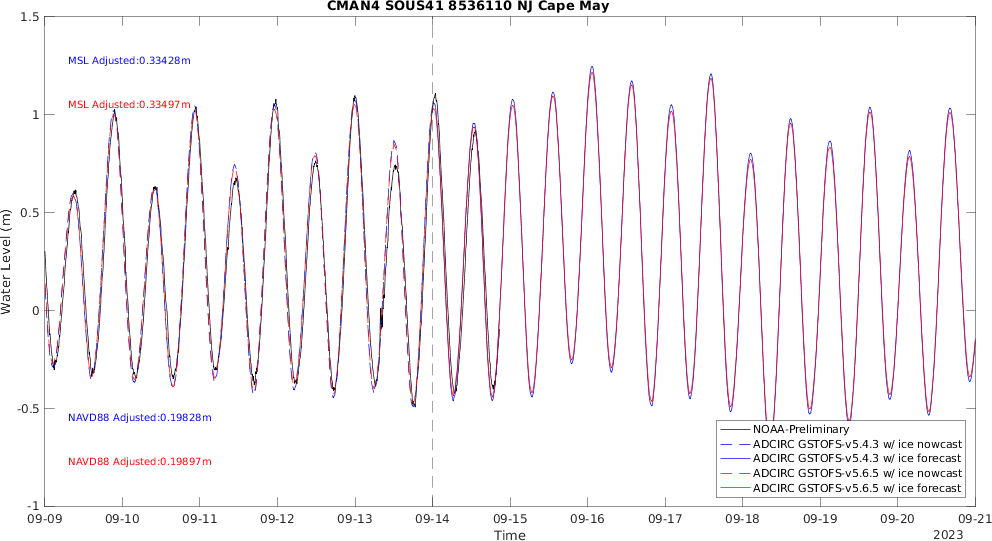 CMAN4 SOUS41 8536110 NJ Cape May
1.5
1
0.5
0
-0.5
-1
Water Level (m)
MSL Adjusted:0.33428m
MSL Adjusted:0.33497m
NAVD88 Adjusted:0.19828m
NAVD88 Adjusted:0.19897m
NOAA-Preliminary
ADCIRC GSTOFS-v5.4.3 w/ ice nowcast
ADCIRC GSTOFS-v5.4.3 w/ ice forecast
ADCIRC GSTOFS-v5.6.5 w/ ice nowcast
ADCIRC GSTOFS-v5.6.5 w/ ice forecast
09-09 09-10 09-11 09-12 09-13 09-14 09-15 09-16 09-17 09-18 09-19 09-20 09-21
Time
2023